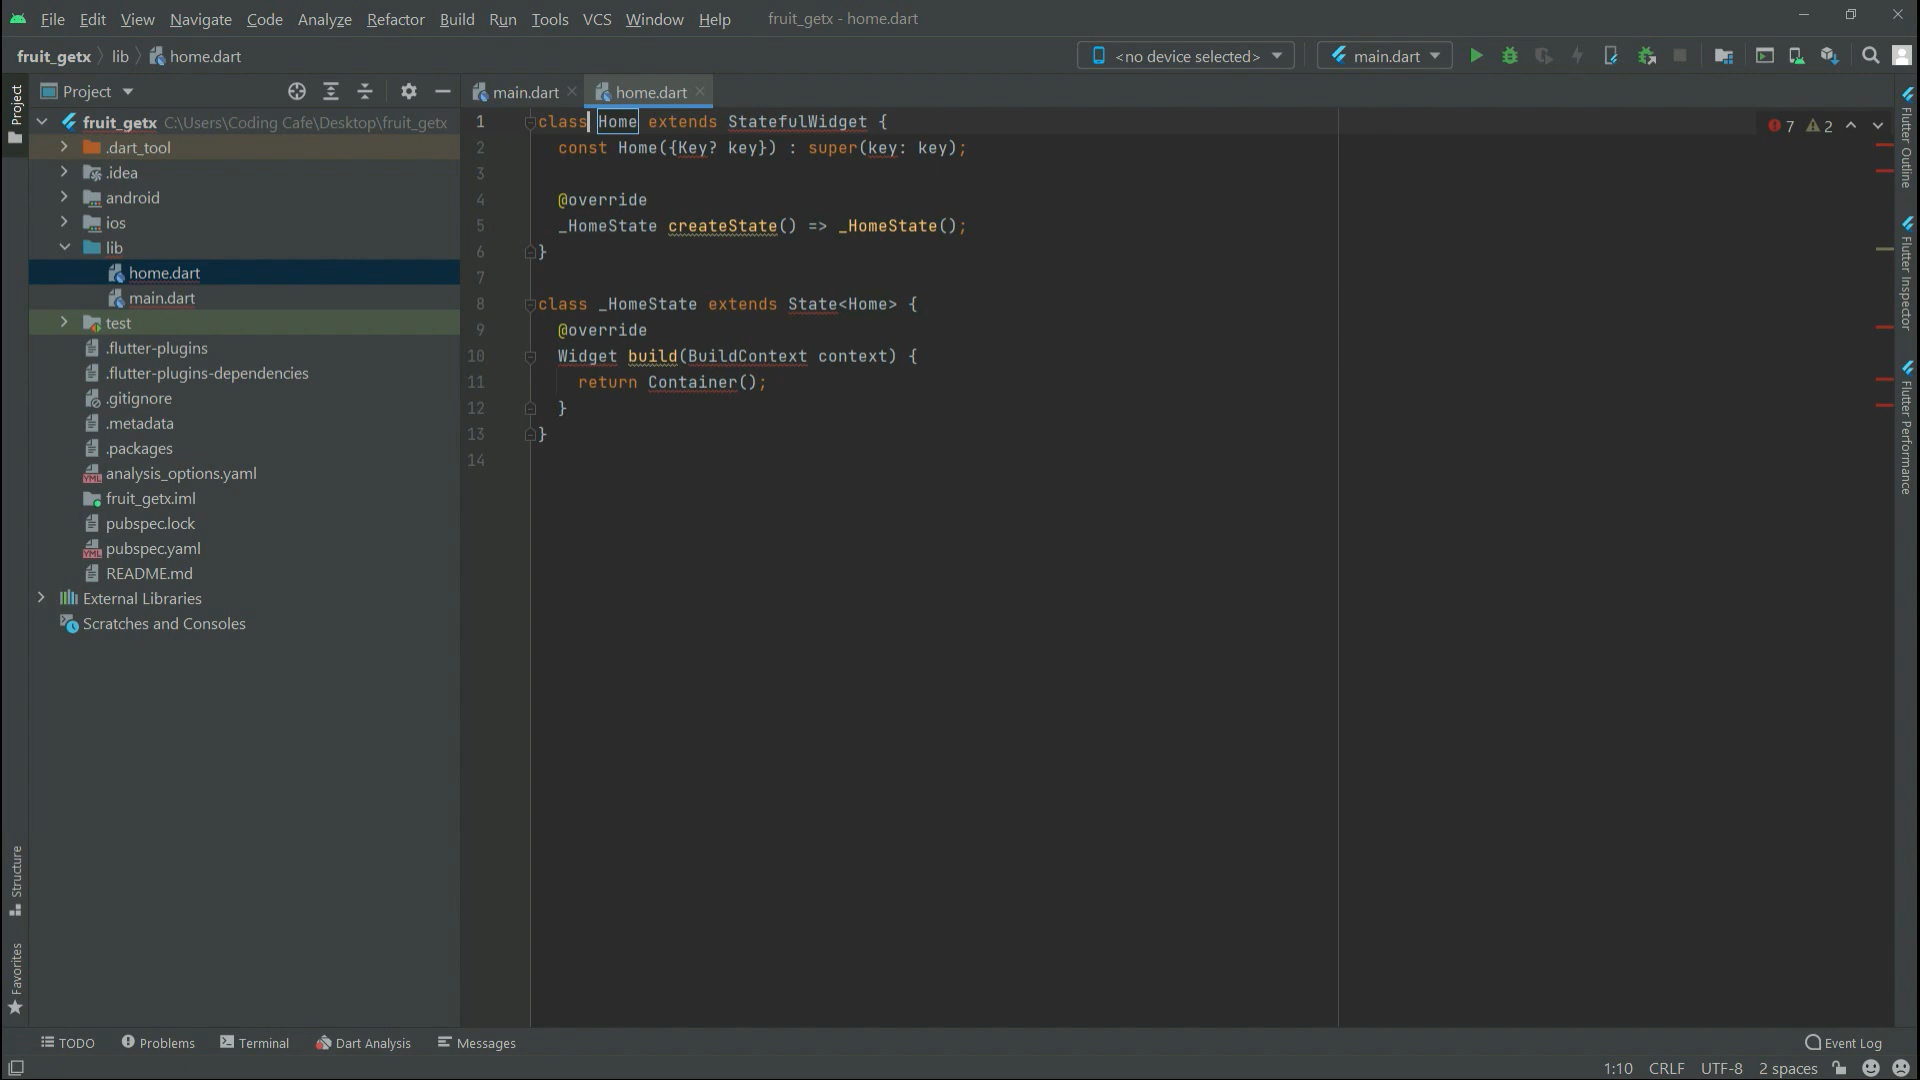 File Edit View Navigate Code Analyze Refactor Build Run Tools VCS Window Help fruit_getx - home.dart
fruit_getx lib home.dart
<no device selected> main.dart
Project
Project
main.dart home.dart
fruit_getx C:\Users\Coding Cafe\Desktop\fruit_getx
.dart_tool
.idea
android
ios
lib
home.dart
main.dart
test
.flutter-plugins
.flutter-plugins-dependencies
.gitignore
.metadata
.packages
analysis_options.yaml
fruit_getx.iml
pubspec.lock
pubspec.yaml
README.md
External Libraries
Scratches and Consoles
1 class Home extends StatefulWidget {
2 const Home({Key? key}) : super(key: key);
3
4 @override
5 _HomeState createState() => _HomeState();
6 }
7
8 class _HomeState extends State<Home> {
9 @override
10 Widget build(BuildContext context) {
11 return Container();
12 }
13 }
14
7 2
Flutter Outline
Flutter Inspector
Flutter Performance
Structure
Favorites
TODO Problems Terminal Dart Analysis Messages Event Log
1:10 CRLF UTF-8 2 spaces